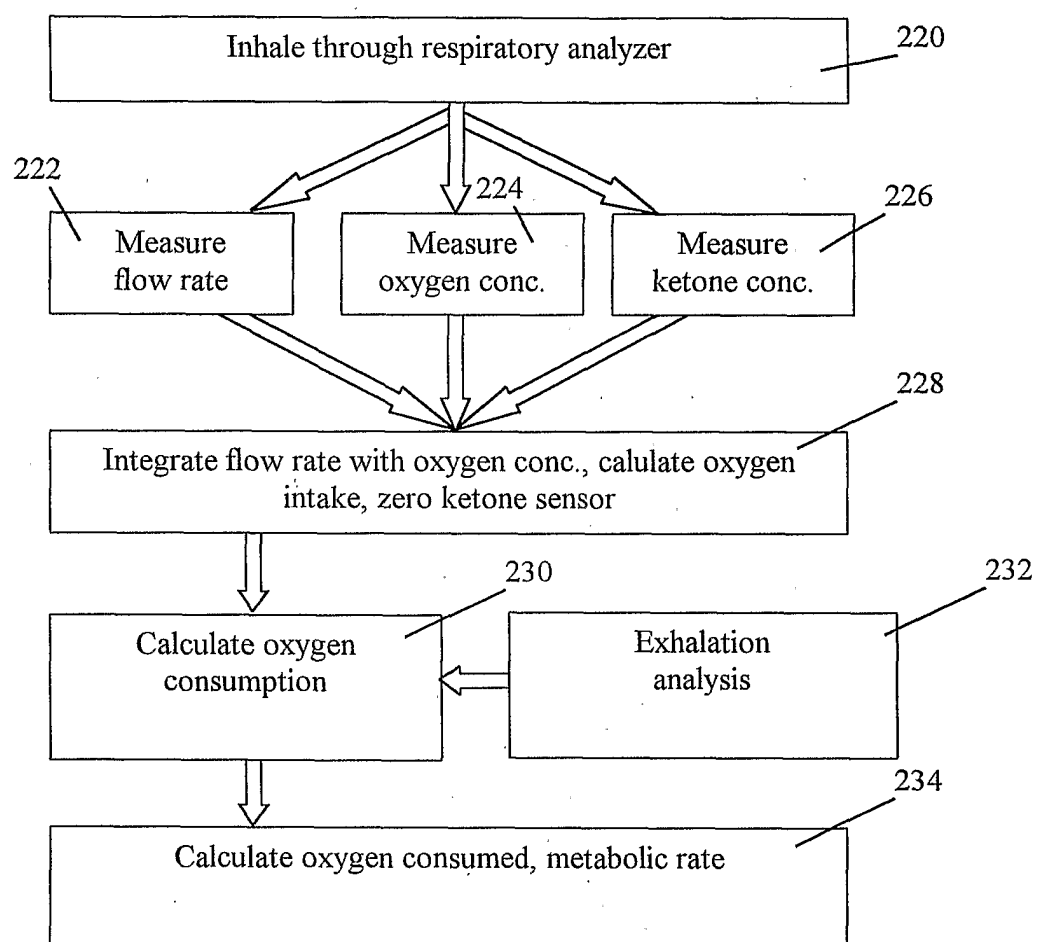 Inhale through respiratory analyzer
220
222
224
226
Measure
flow rate
Measure
oxygen conc.
Measure
ketone conc.
228
Integrate flow rate with oxygen conc., calulate oxygen
intake, zero ketone sensor
230
232
Calculate oxygen
consumption
Exhalation
analysis
234
Calculate oxygen consumed, metabolic rate